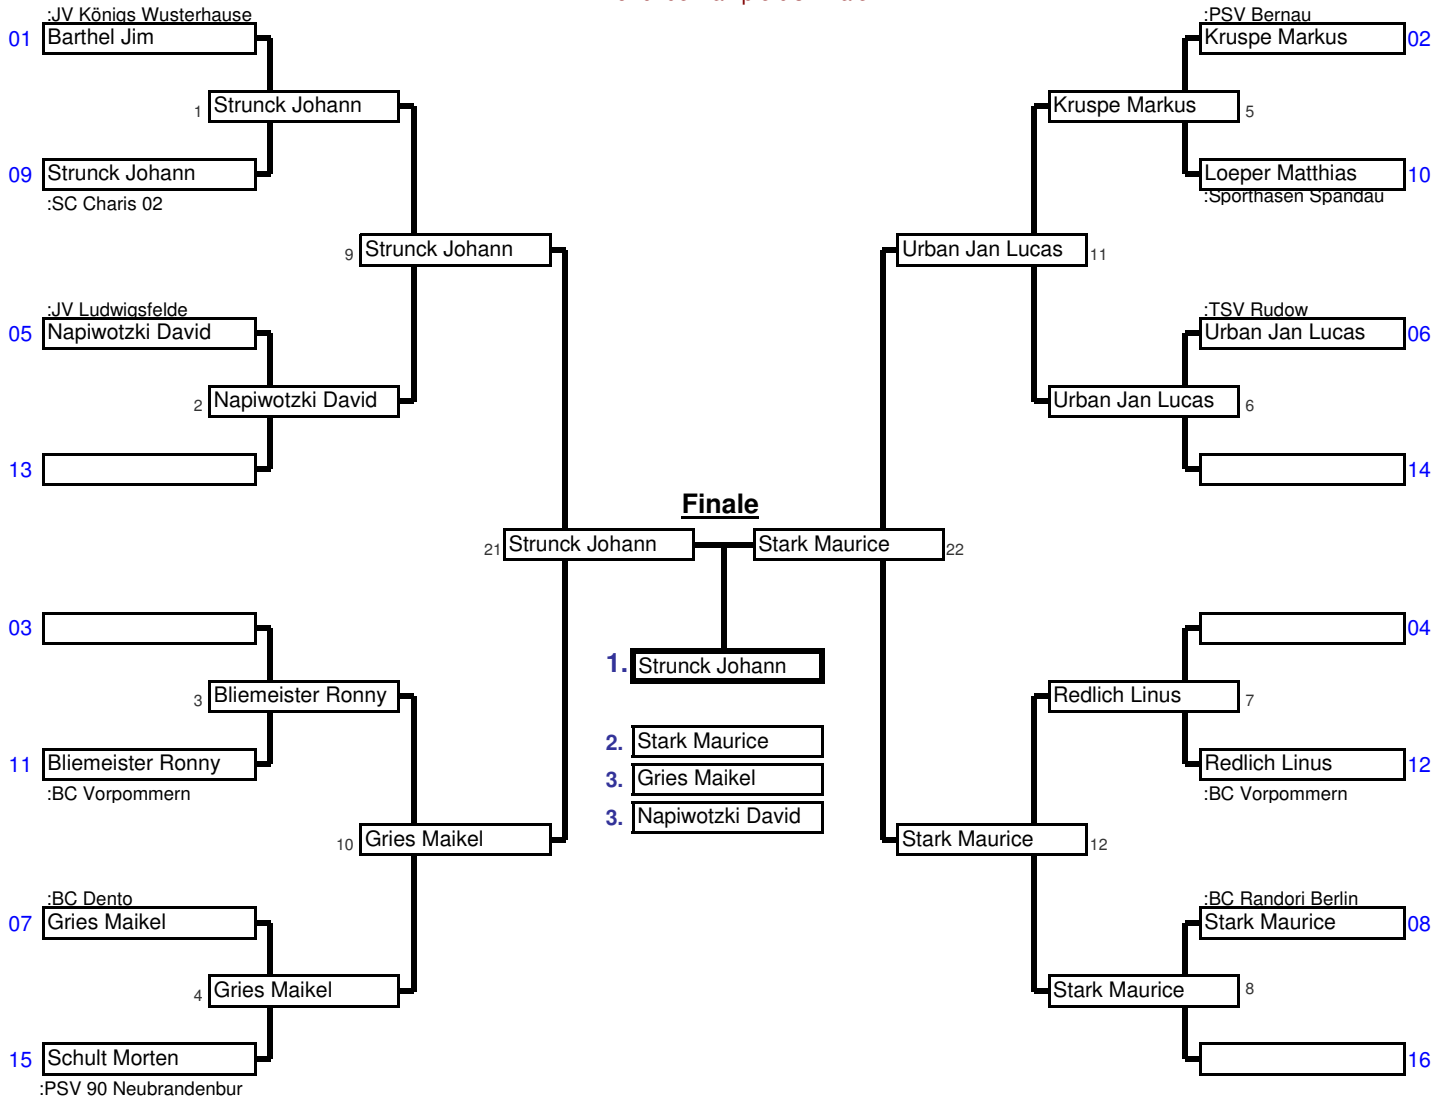 :JV Königs Wusterhause
01 Barthel Jim
1 Strunck Johann
09 Strunck Johann
:SC Charis 02
9 Strunck Johann
:JV Ludwigsfelde
05 Napiwotzki David
2 Napiwotzki David
13
21 Strunck Johann
03
3 Bliemeister Ronny
11 Bliemeister Ronny
:BC Vorpommern
10 Gries Maikel
:BC Dento
07 Gries Maikel
4 Gries Maikel
15 Schult Morten
:PSV 90 Neubrandenbur
Finale
1. Strunck Johann
2. Stark Maurice
3. Gries Maikel
3. Napiwotzki David
:PSV Bernau
Kruspe Markus 02
Kruspe Markus 5
Loeper Matthias 10
:Sporthasen Spandau
Urban Jan Lucas 11
:TSV Rudow
Urban Jan Lucas 06
Urban Jan Lucas 6
14
Stark Maurice 22
04
Redlich Linus 7
Redlich Linus 12
:BC Vorpommern
Stark Maurice 12
:BC Randori Berlin
Stark Maurice 08
Stark Maurice 8
16